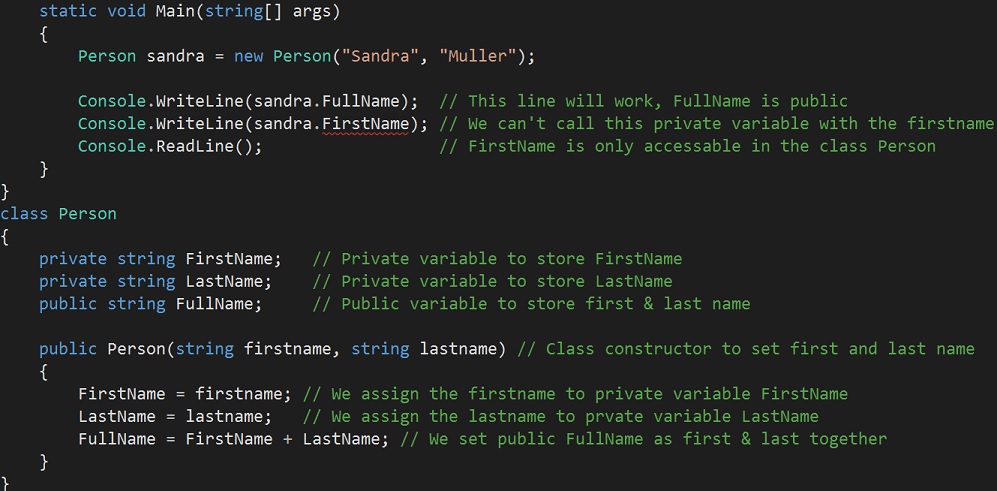 static void Main(string[] args)
{
Person sandra = new Person("Sandra", "Muller");
Console.WriteLine(sandra.FullName); // This line will work, FullName is public
Console.WriteLine(sandra.FirstName); // We can't call this private variable with the firstname
Console.ReadLine(); // FirstName is only accessable in the class Person
}
}
class Person
{
private string FirstName; // Private variable to store FirstName
private string LastName; // Private variable to store LastName
public string FullName; // Public variable to store first & last name
public Person(string firstname, string lastname) // Class constructor to set first and last name
{
FirstName = firstname; // We assign the firstname to private variable FirstName
LastName = lastname; // We assign the lastname to prvate variable LastName
FullName = FirstName + LastName; // We set public FullName as first & last together
}
}